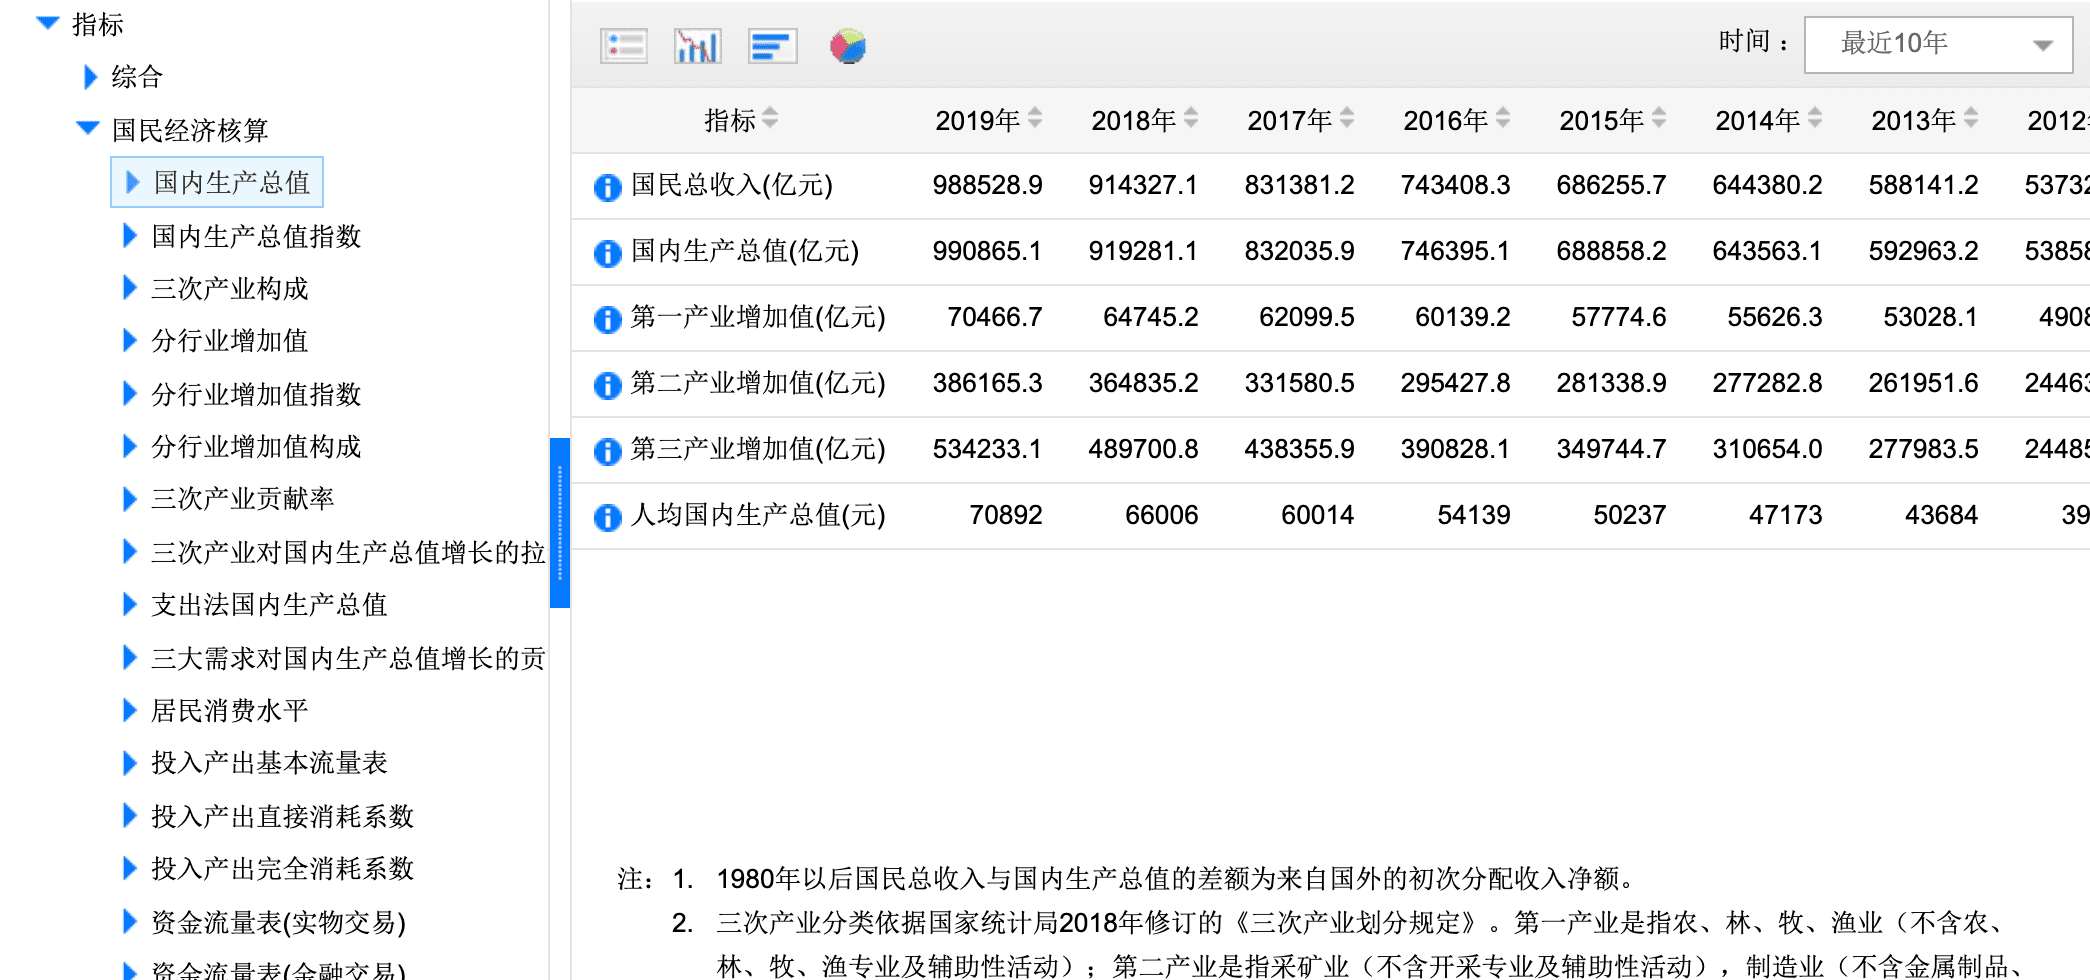 指标
综合
国民经济核算
国内生产总值
国内生产总值指数
三次产业构成
分行业增加值
分行业增加值指数
分行业增加值构成
三次产业贡献率
三次产业对国内生产总值增长的拉
支出法国内生产总值
三大需求对国内生产总值增长的贡
居民消费水平
投入产出基本流量表
投入产出直接消耗系数
投入产出完全消耗系数
资金流量表(实物交易)
资金流量表(金融交易)
时间： 最近10年
指标 2019年 2018年 2017年 2016年 2015年 2014年 2013年 2012年
国民总收入(亿元) 988528.9 914327.1 831381.2 743408.3 686255.7 644380.2 588141.2 53732
国内生产总值(亿元) 990865.1 919281.1 832035.9 746395.1 688858.2 643563.1 592963.2 53858
第一产业增加值(亿元) 70466.7 64745.2 62099.5 60139.2 57774.6 55626.3 53028.1 4908
第二产业增加值(亿元) 386165.3 364835.2 331580.5 295427.8 281338.9 277282.8 261951.6 24463
第三产业增加值(亿元) 534233.1 489700.8 438355.9 390828.1 349744.7 310654.0 277983.5 24485
人均国内生产总值(元) 70892 66006 60014 54139 50237 47173 43684 39
注： 1. 1980年以后国民总收入与国内生产总值的差额为来自国外的初次分配收入净额。
2. 三次产业分类依据国家统计局2018年修订的《三次产业划分规定》。第一产业是指农、林、牧、渔业（不含农、
林、牧、渔专业及辅助性活动）；第二产业是指采矿业（不含开采专业及辅助性活动），制造业（不含金属制品、